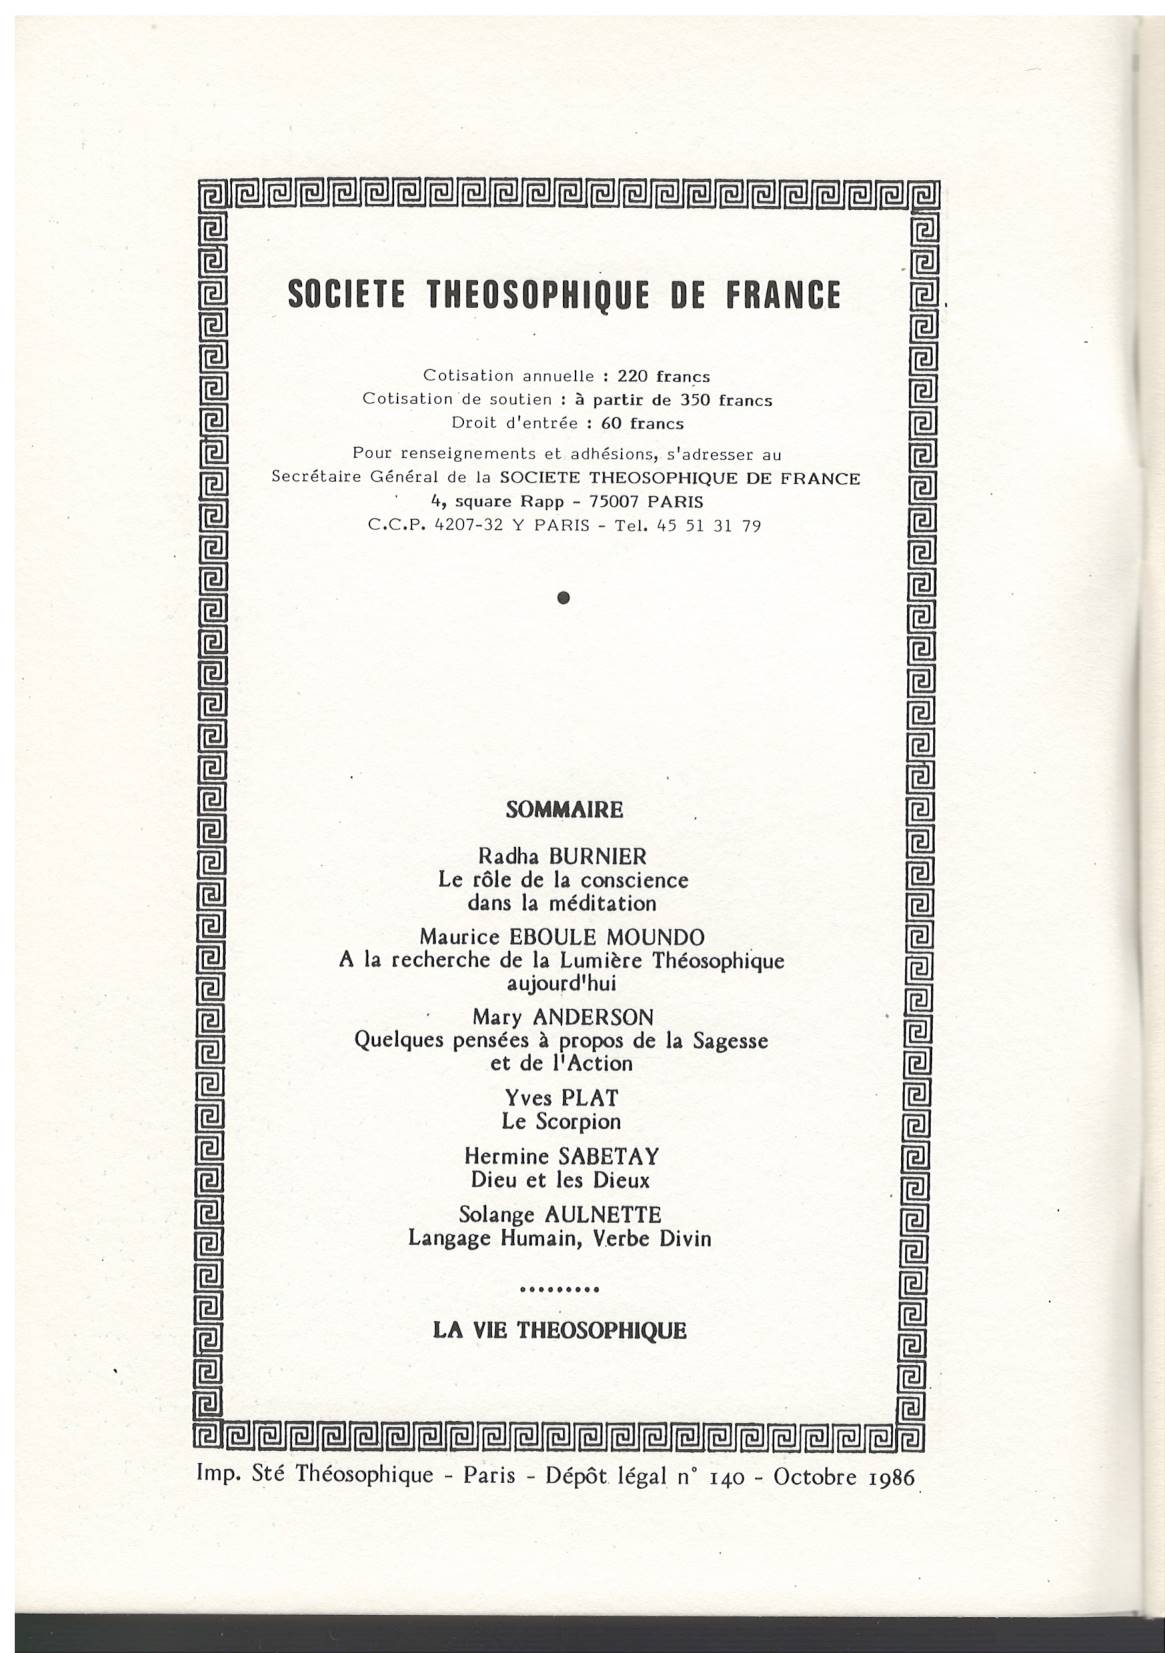 SOCIETE THEOSOPHIQUE DE FRANCE
Cotisation annuelle : 220 francs
Cotisation de soutien : à partir de 350 francs
Droit d'entrée : 60 francs
Pour renseignements et adhésions, s'adresser au
Secrétaire Général de la SOCIETE THEOSOPHIQUE DE FRANCE
4, square Rapp - 75007 PARIS
C.C.P. 4207-32 Y PARIS - Tel. 45 51 31 79
SOMMAIRE
Radha BURNIER
Le rôle de la conscience
dans la méditation
Maurice EBOULE MOUNDO
A la recherche de la Lumière Théosophique
aujourd'hui
Mary ANDERSON
Quelques pensées à propos de la Sagesse
et de l'Action
Yves PLAT
Le Scorpion
Hermine SABETAY
Dieu et les Dieux
Solange AULNETTE
Langage Humain, Verbe Divin
.........
LA VIE THEOSOPHIQUE
Imp. Sté Théosophique - Paris - Dépôt légal n° 140 - Octobre 1986